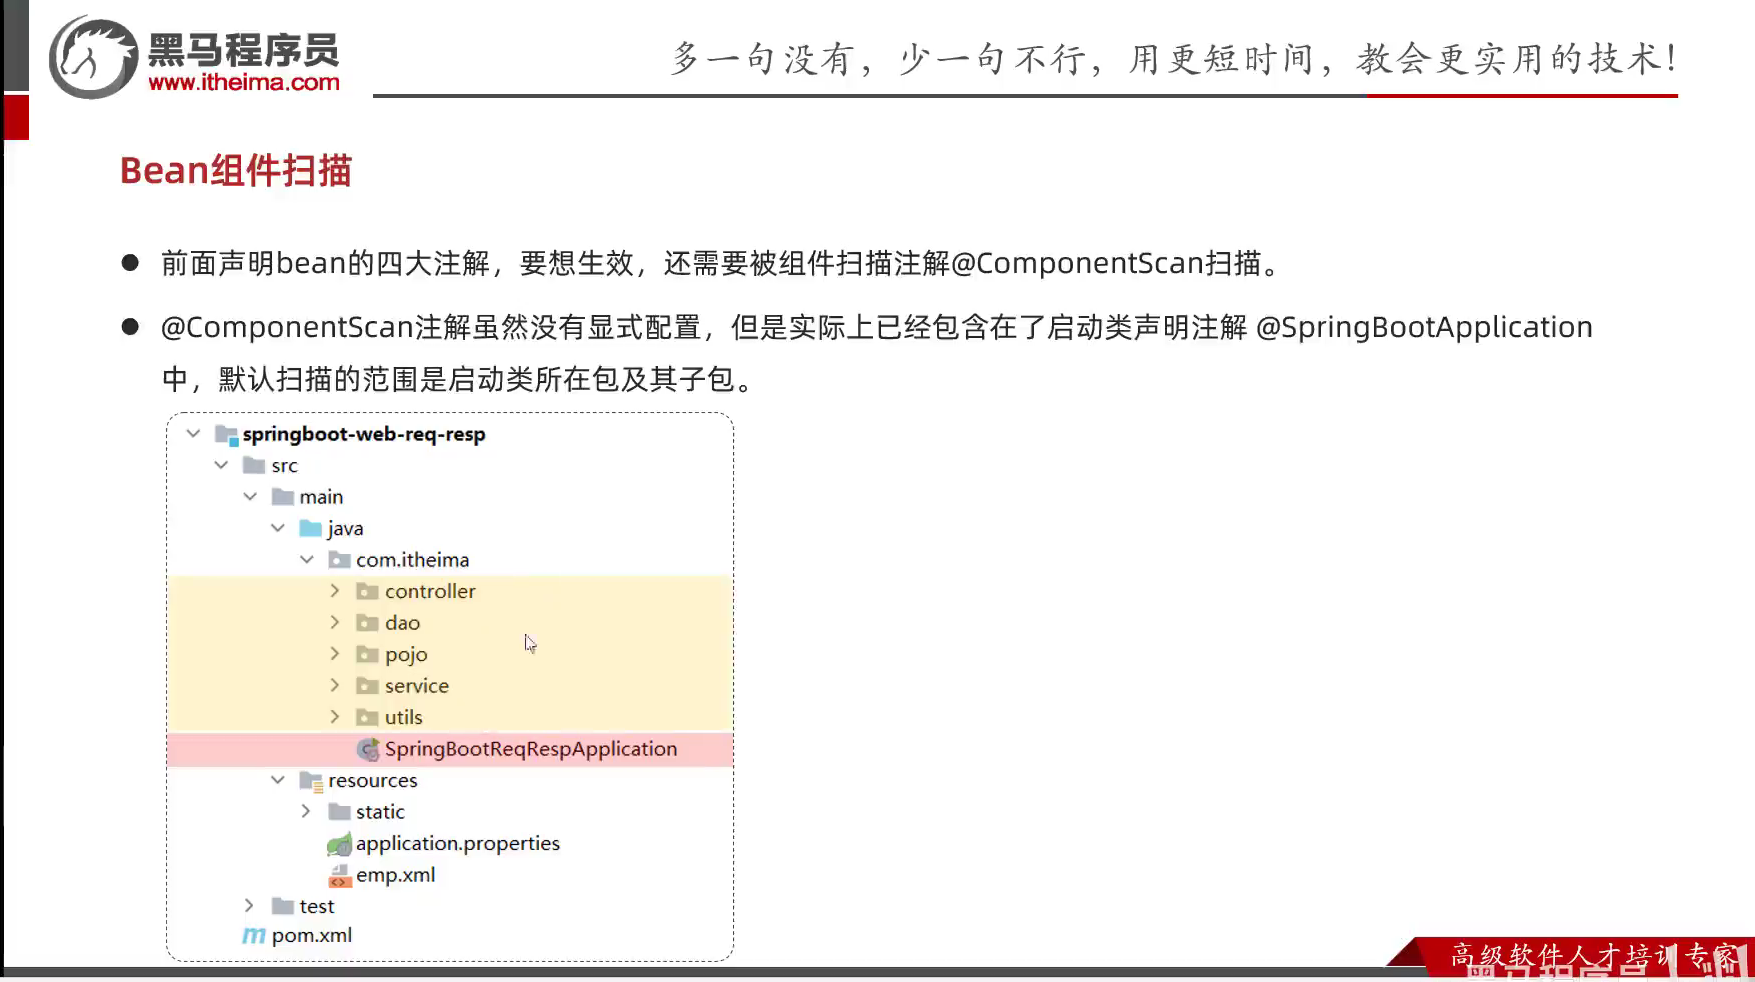 黑马程序员
www.itheima.com
多一句没有，少一句不行，用更短时间，教会更实用的技术！
Bean组件扫描
前面声明bean的四大注解，要想生效，还需要被组件扫描注解@ComponentScan扫描。
@ComponentScan注解虽然没有显式配置，但是实际上已经包含在了启动类声明注解 @SpringBootApplication
中，默认扫描的范围是启动类所在包及其子包。
springboot-web-req-resp
src
main
java
com.itheima
controller
dao
pojo
service
utils
SpringBootReqRespApplication
resources
static
application.properties
emp.xml
test
pom.xml
高级软件人才培训专家
黑马程序员